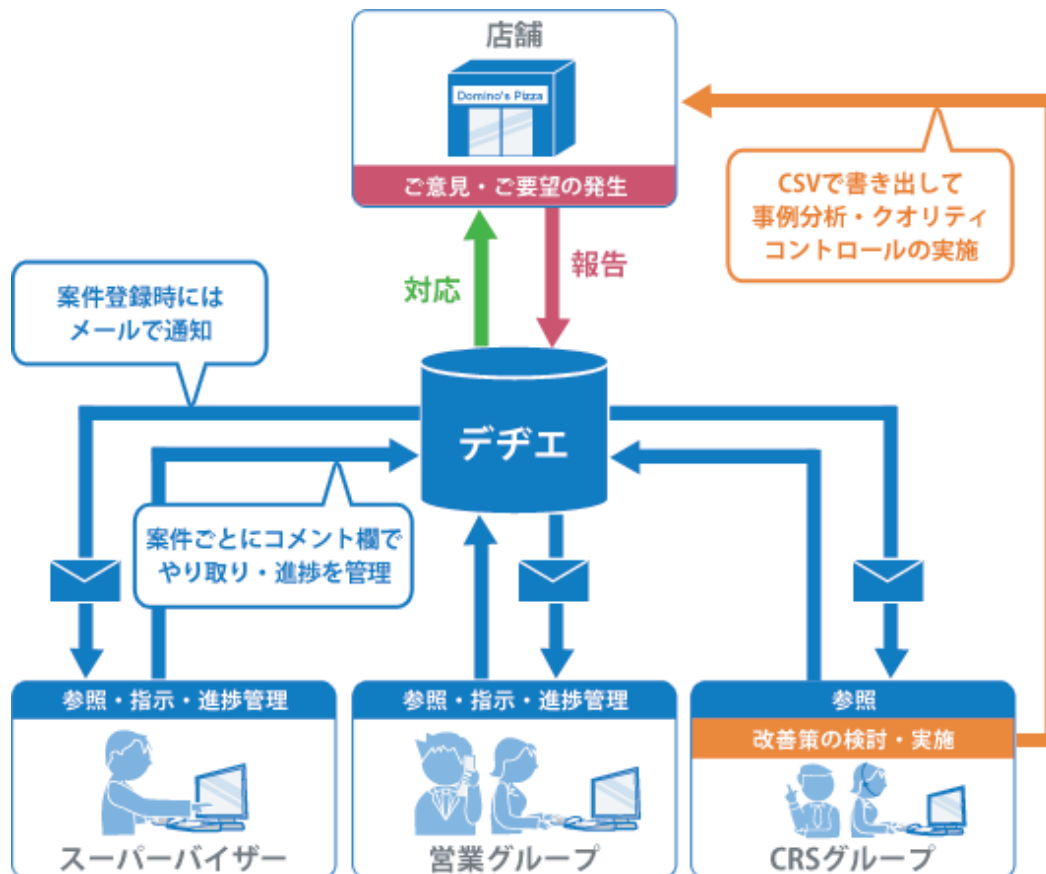 店舗
Domino's Pizza
ご意見・ご要望の発生
CSVで書き出して
事例分析・クオリティ
コントロールの実施
対応
報告
案件登録時には
メールで通知
デヂエ
案件ごとにコメント欄で
やり取り・進捗を管理
参照・指示・進捗管理
スーパーバイザー
参照・指示・進捗管理
営業グループ
参照
改善策の検討・実施
CRSグループ